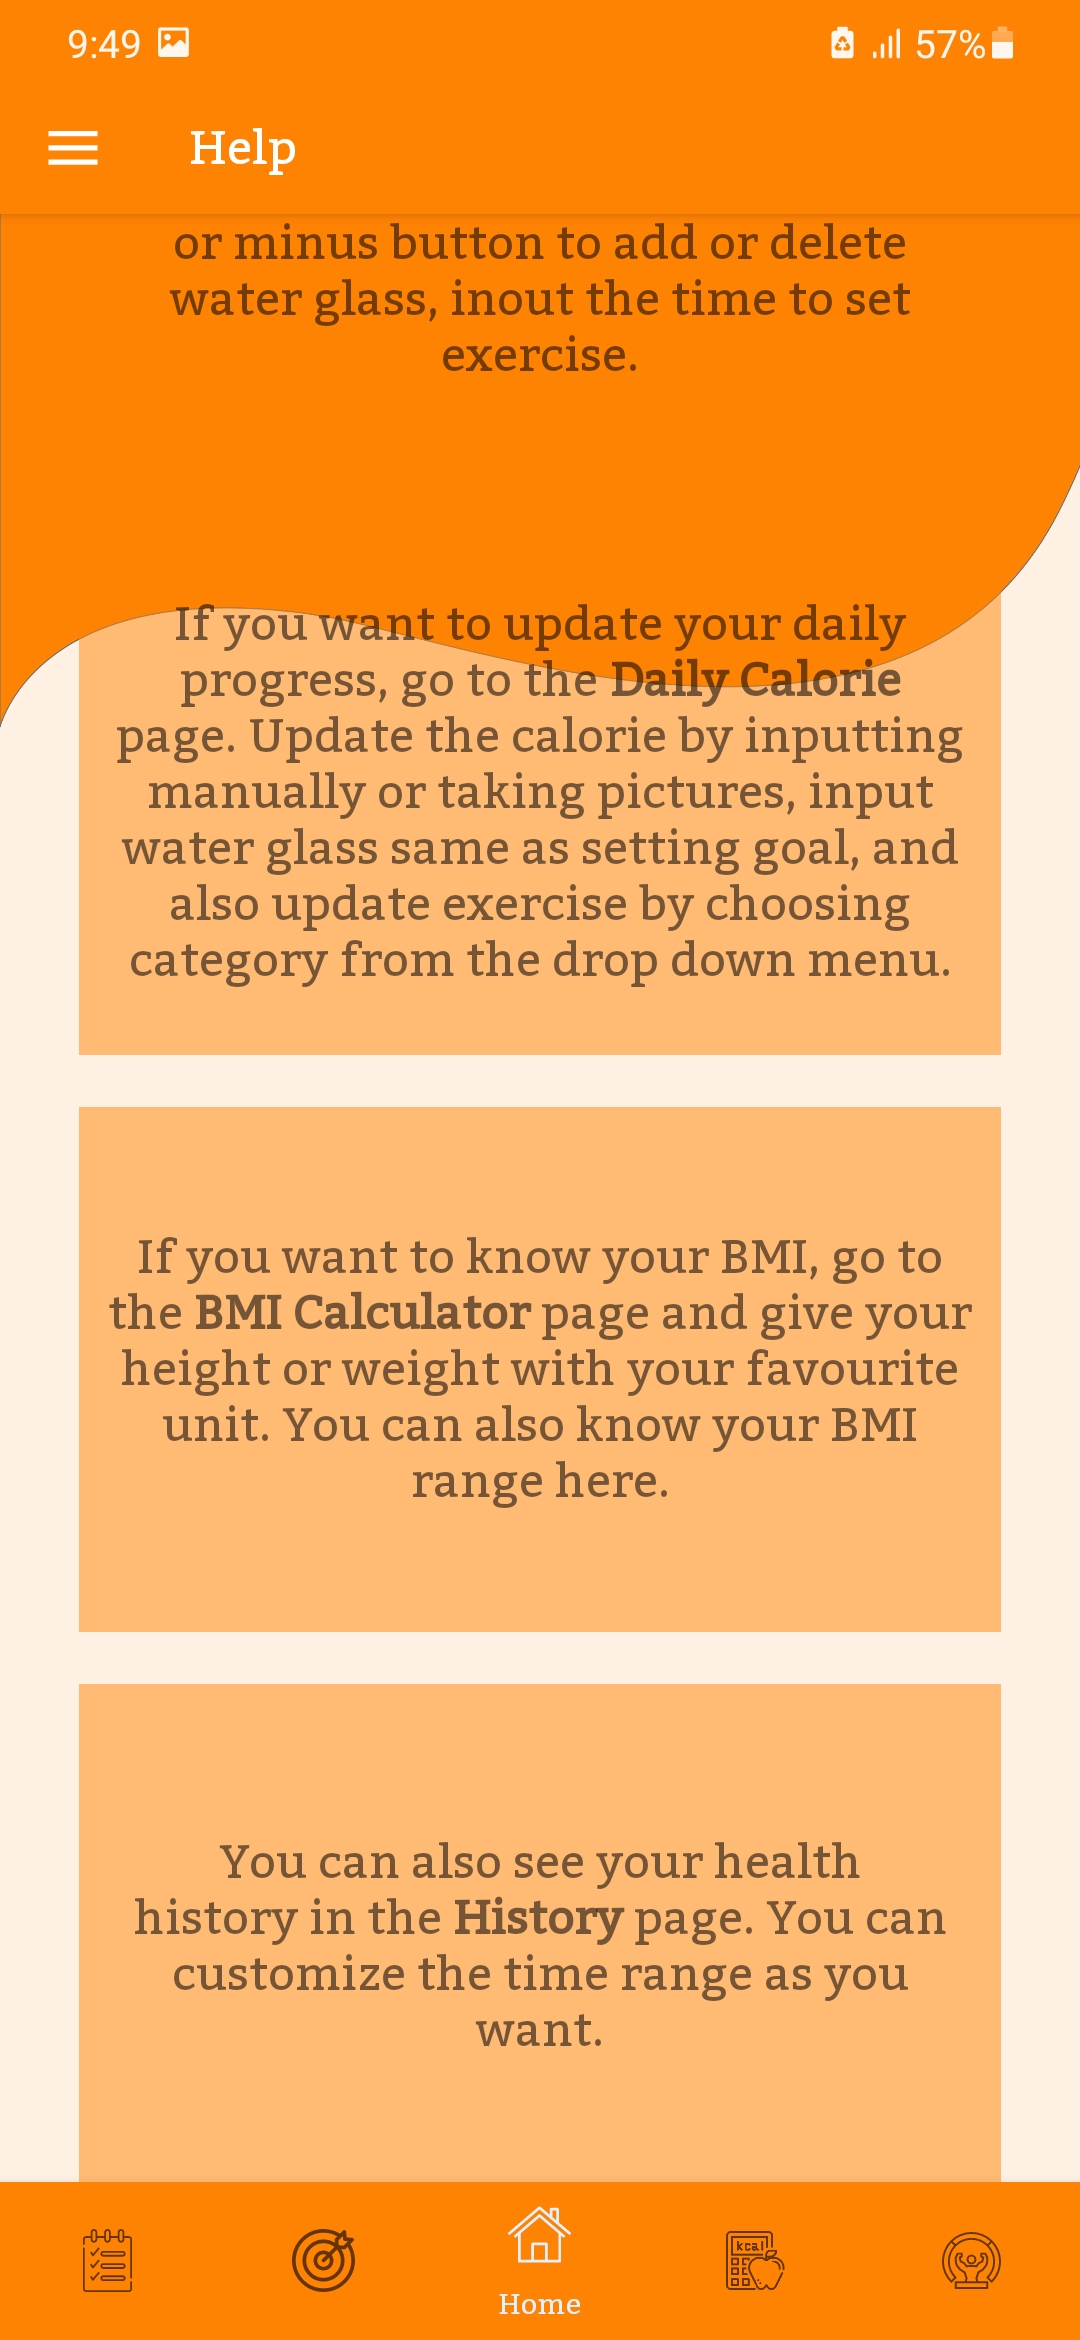 9:49
57%
Help
or minus button to add or delete
water glass, inout the time to set
exercise.
If you want to update your daily
progress, go to the Daily Calorie
page. Update the calorie by inputting
manually or taking pictures, input
water glass same as setting goal, and
also update exercise by choosing
category from the drop down menu.
If you want to know your BMI, go to
the BMI Calculator page and give your
height or weight with your favourite
unit. You can also know your BMI
range here.
You can also see your health
history in the History page. You can
customize the time range as you
want.
kcal
Home